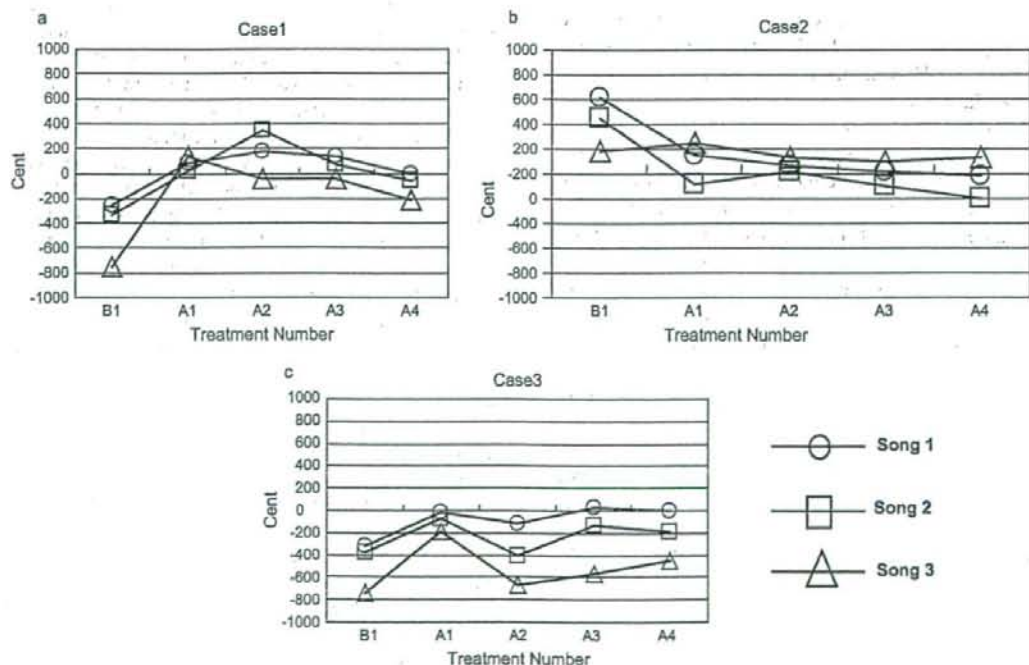 a
Case1
1000
800
600
400
200
0
-200
-400
-600
-800
-1000
Cent
B1 A1 A2 A3 A4
Treatment Number
b
Case2
1000
800
600
400
200
-200
0
-400
-600
-800
-1000
Cent
B1 A1 A2 A3 A4
Treatment Number
c
Case3
1000
800
600
400
200
0
-200
-400
-600
-800
-1000
Cent
B1 A1 A2 A3 A4
Treatment Number
Song 1
Song 2
Song 3